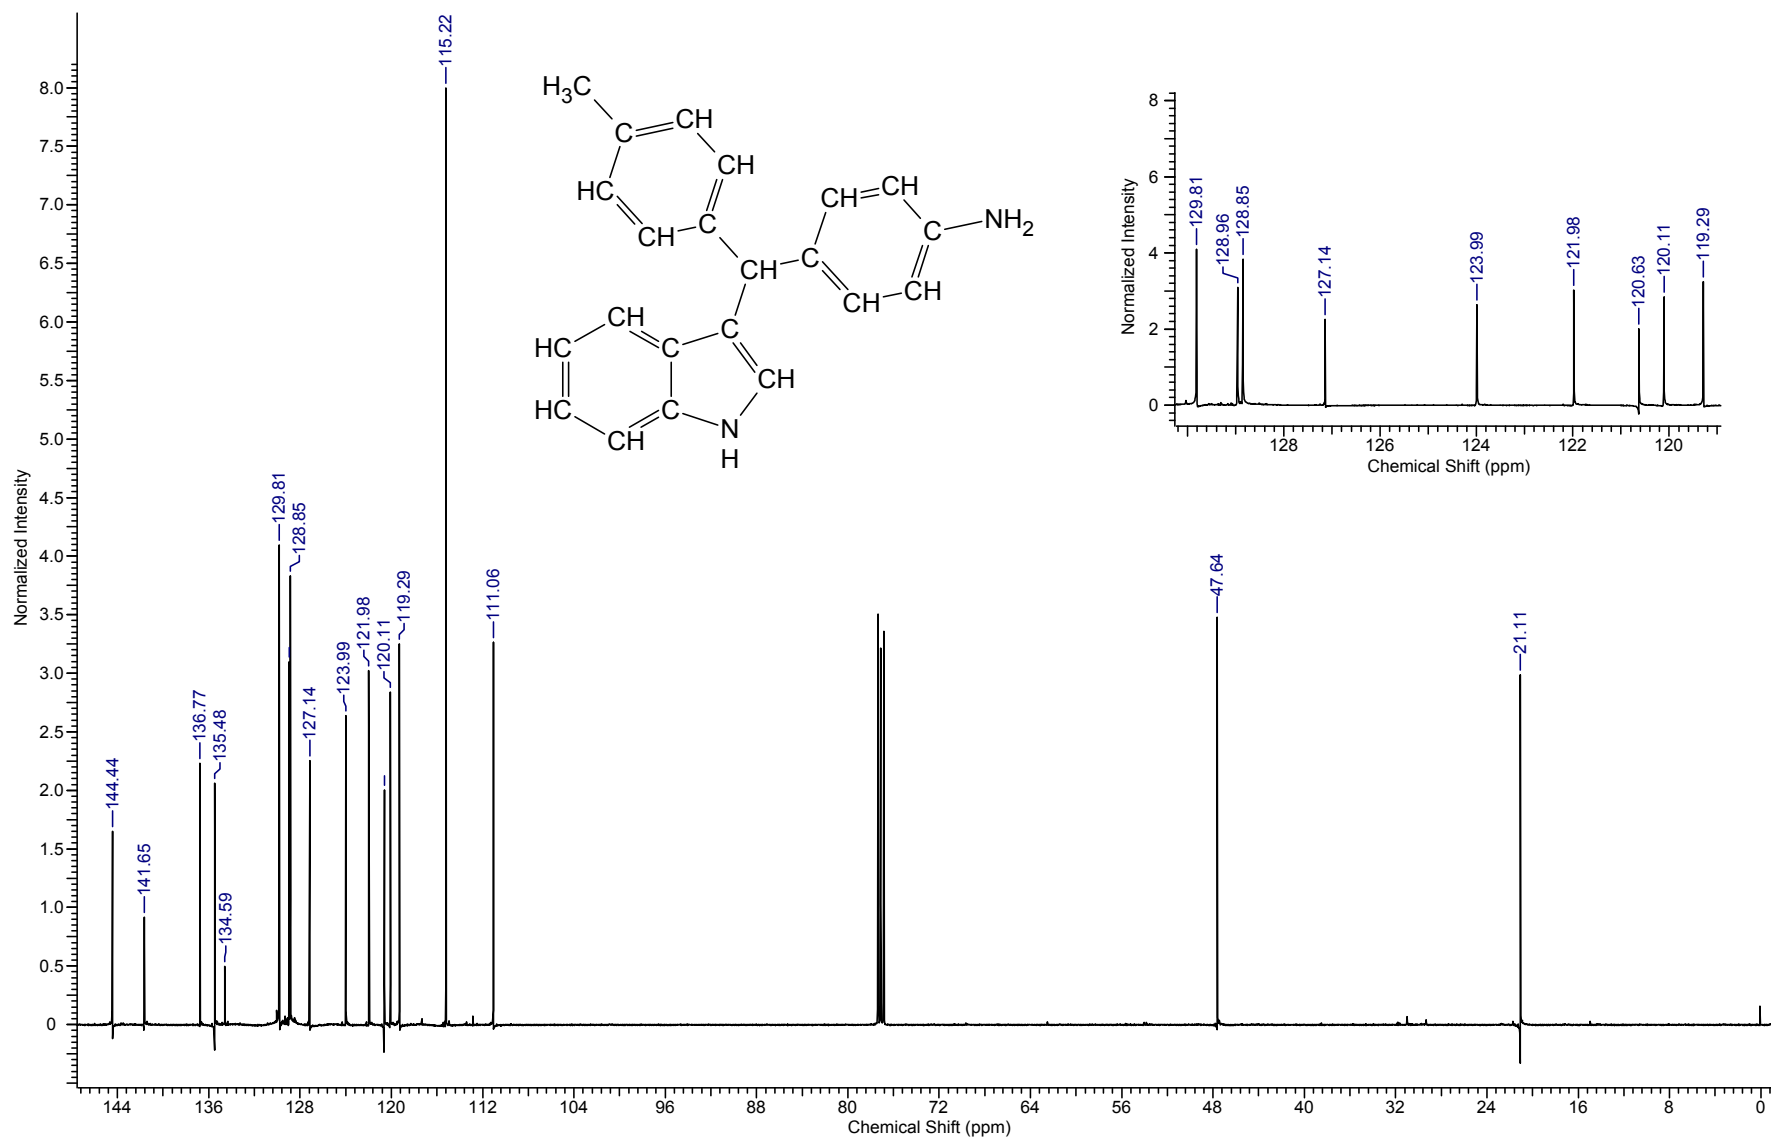 115.22
129.81
128.85
47.64
111.06
21.11
119.29
121.98
120.11
123.99
127.14
136.77
135.48
144.44
141.65
134.59
8.0
7.5
7.0
6.5
6.0
5.5
5.0
4.5
4.0
3.5
3.0
2.5
2.0
1.5
1.0
0.5
0
Normalized Intensity
144 136 128 120 112 104 96 88 80 72 64 56 48 40 32 24 16 8 0
Chemical Shift (ppm)
H3C
C
CH
CH
HC
CH
C
CH
CH
CH
C
NH2
C
CH
CH
CH
C
HC
C
CH
HC
C
CH
N
H
129.81
128.96
128.85
127.14
123.99
121.98
120.63
120.11
119.29
8
6
4
2
0
Normalized Intensity
128 126 124 122 120
Chemical Shift (ppm)